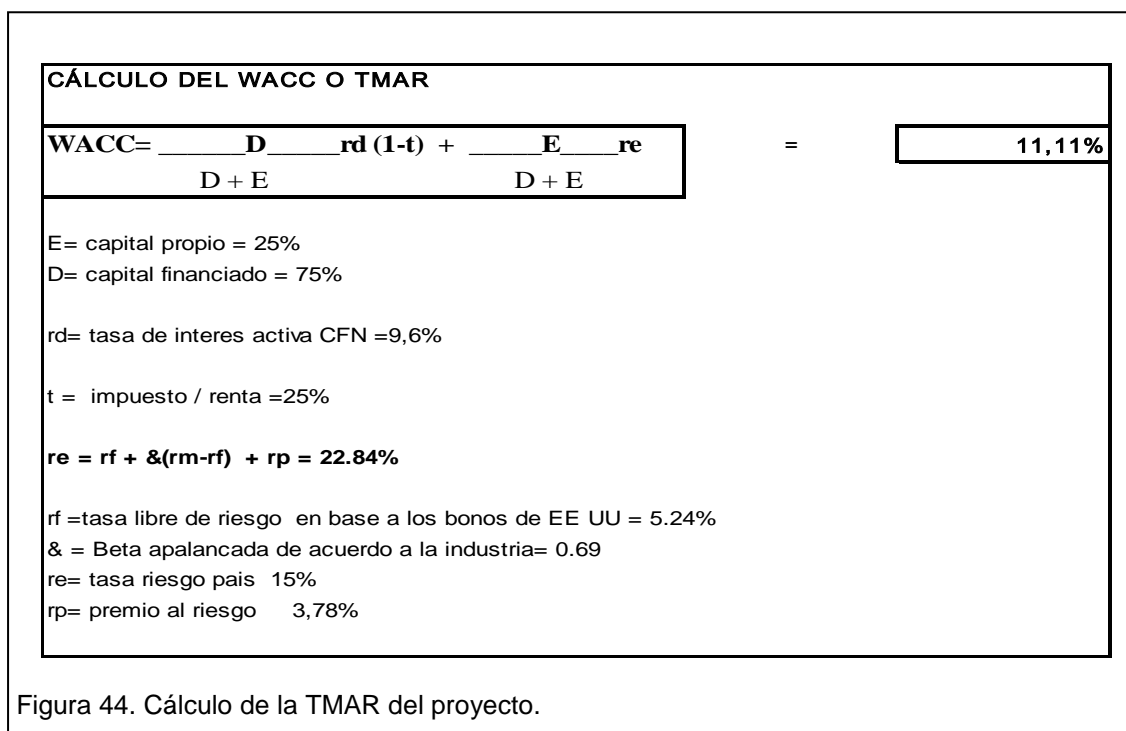 CÁLCULO DEL WACC O TMAR
WACC= ______D_____rd (1-t) + _____E____re = 11,11%
D + E D + E
E= capital propio = 25%
D= capital financiado = 75%
rd= tasa de interes activa CFN =9,6%
t = impuesto / renta =25%
re = rf + &(rm-rf) + rp = 22.84%
rf =tasa libre de riesgo en base a los bonos de EE UU = 5.24%
& = Beta apalancada de acuerdo a la industria= 0.69
re= tasa riesgo pais 15%
rp= premio al riesgo 3,78%
Figura 44. Cálculo de la TMAR del proyecto.